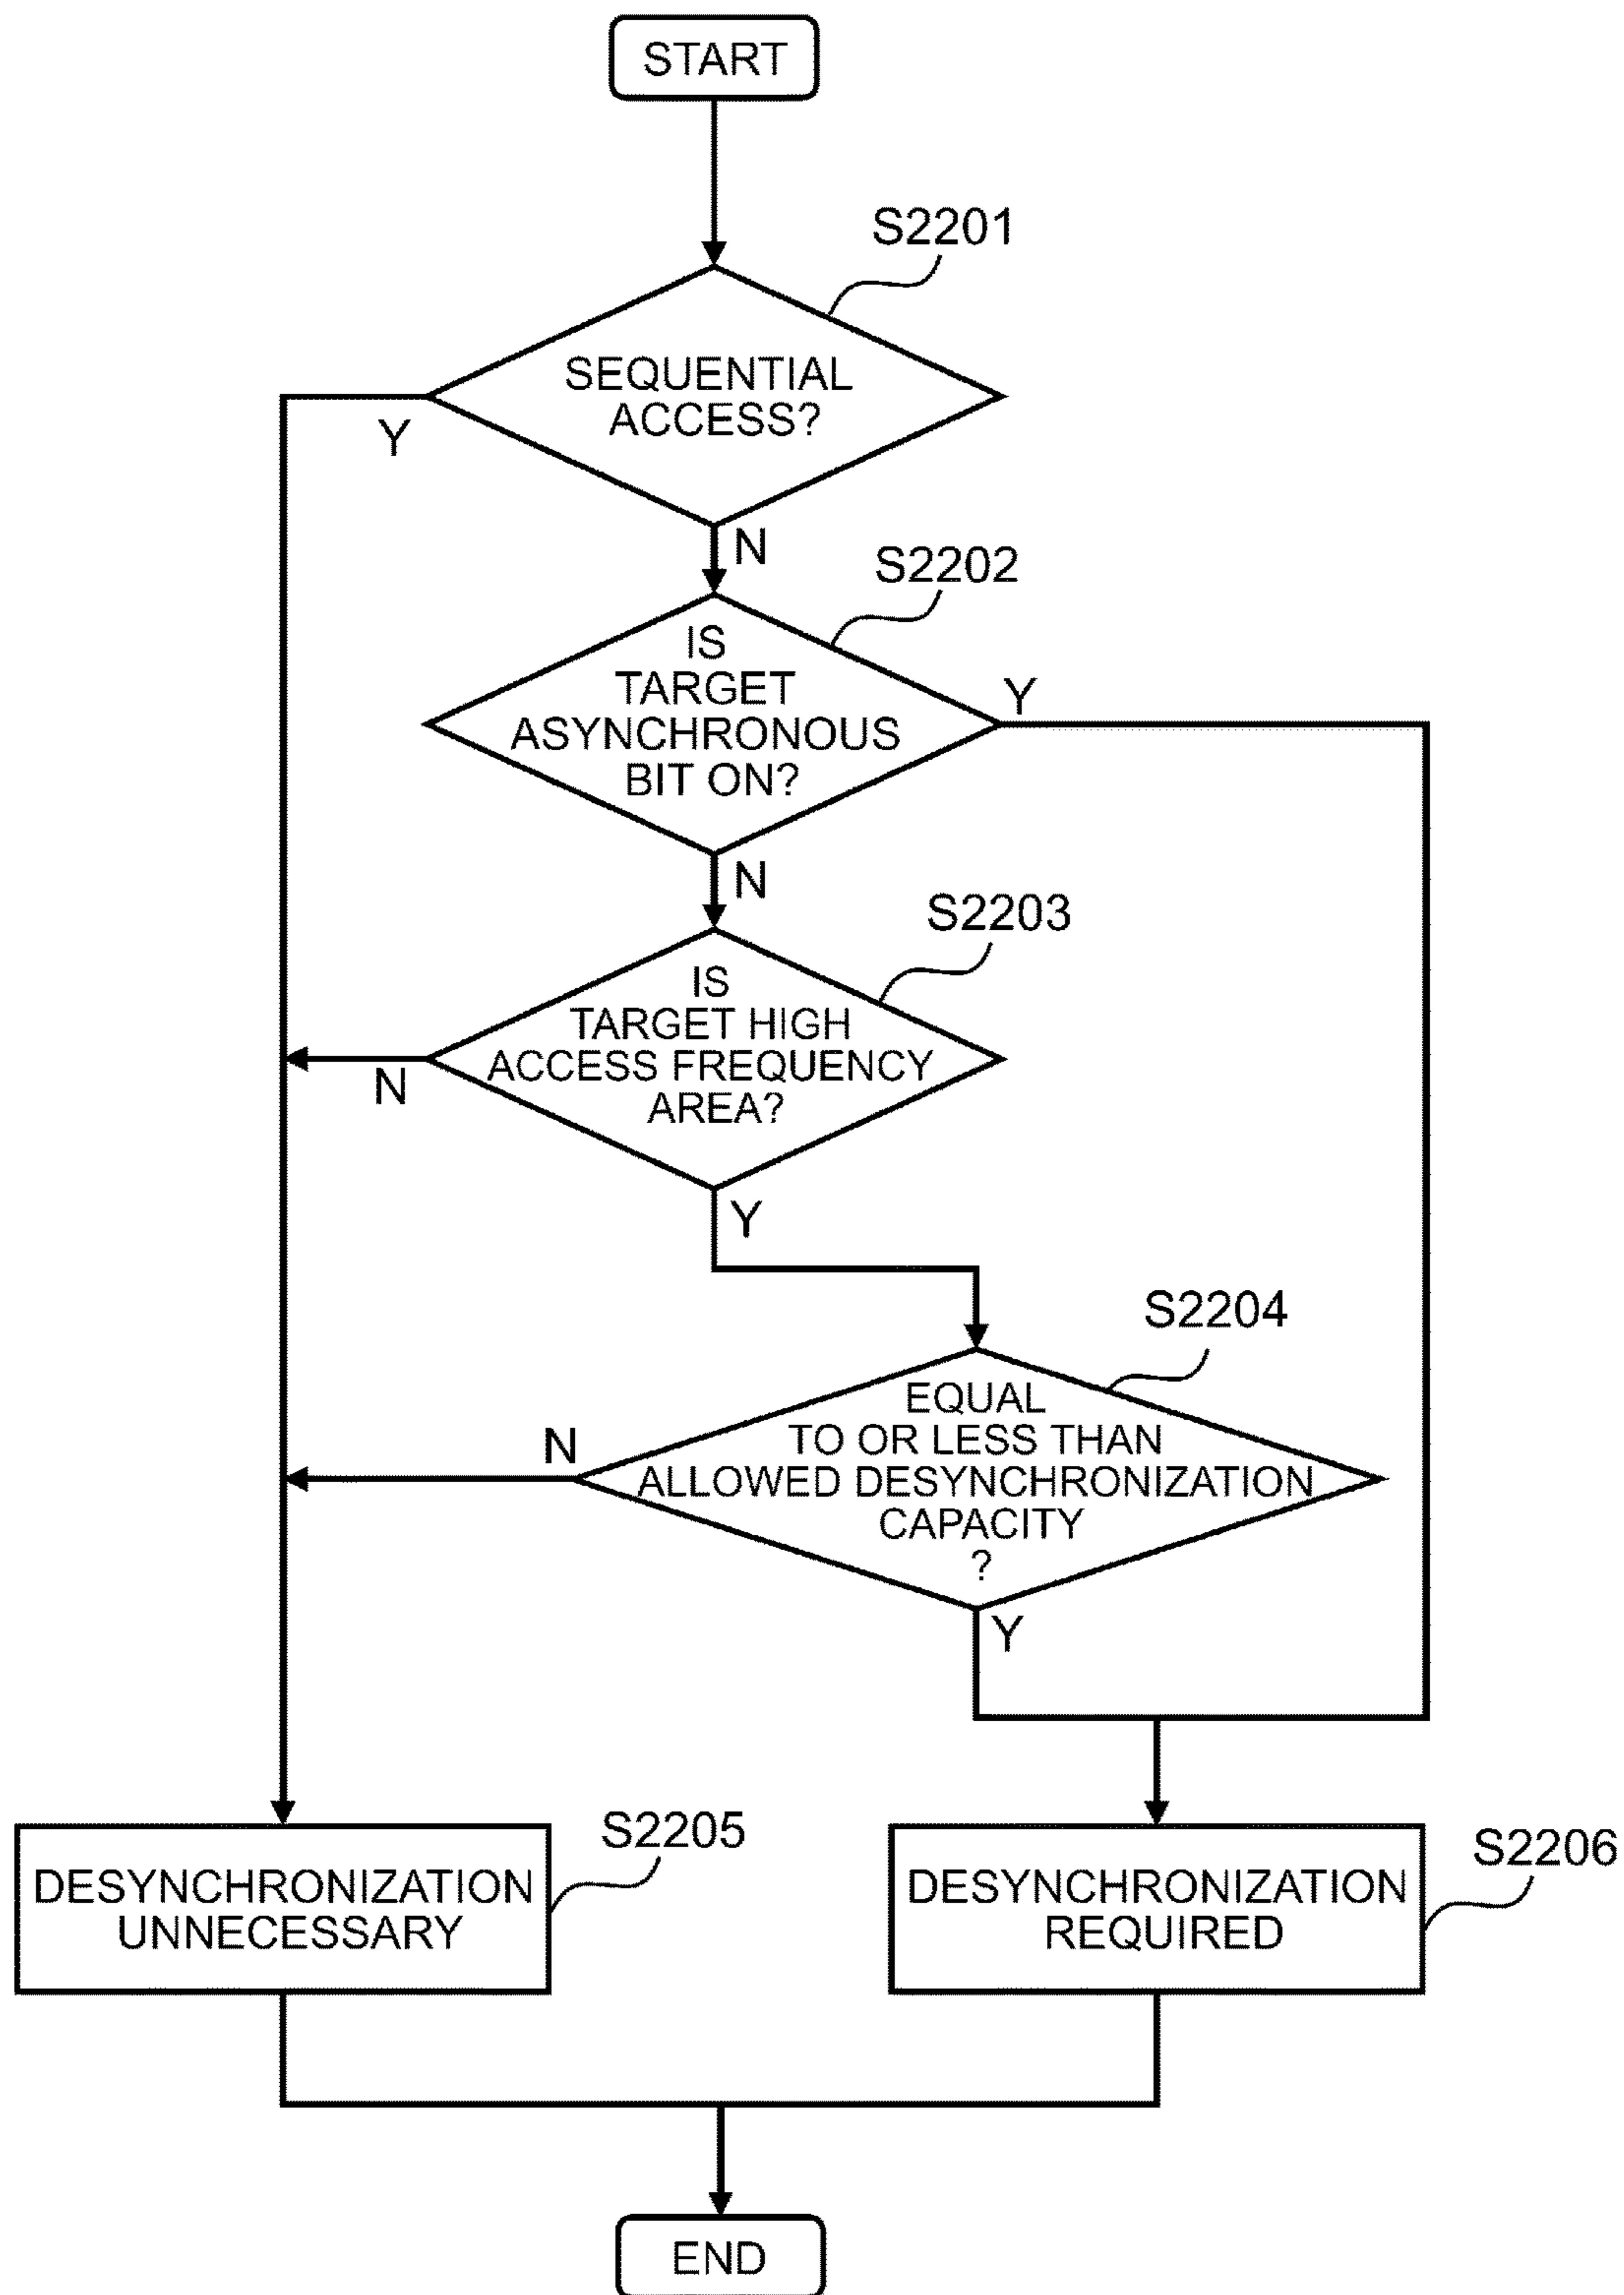 START
S2201
SEQUENTIAL
ACCESS?
Y
N
S2202
IS
TARGET
ASYNCHRONOUS
BIT ON?
Y
N
S2203
IS
TARGET HIGH
ACCESS FREQUENCY
AREA?
N
Y
S2204
EQUAL
TO OR LESS THAN
ALLOWED DESYNCHRONIZATION
CAPACITY
?
N
Y
S2205
DESYNCHRONIZATION
UNNECESSARY
S2206
DESYNCHRONIZATION
REQUIRED
END